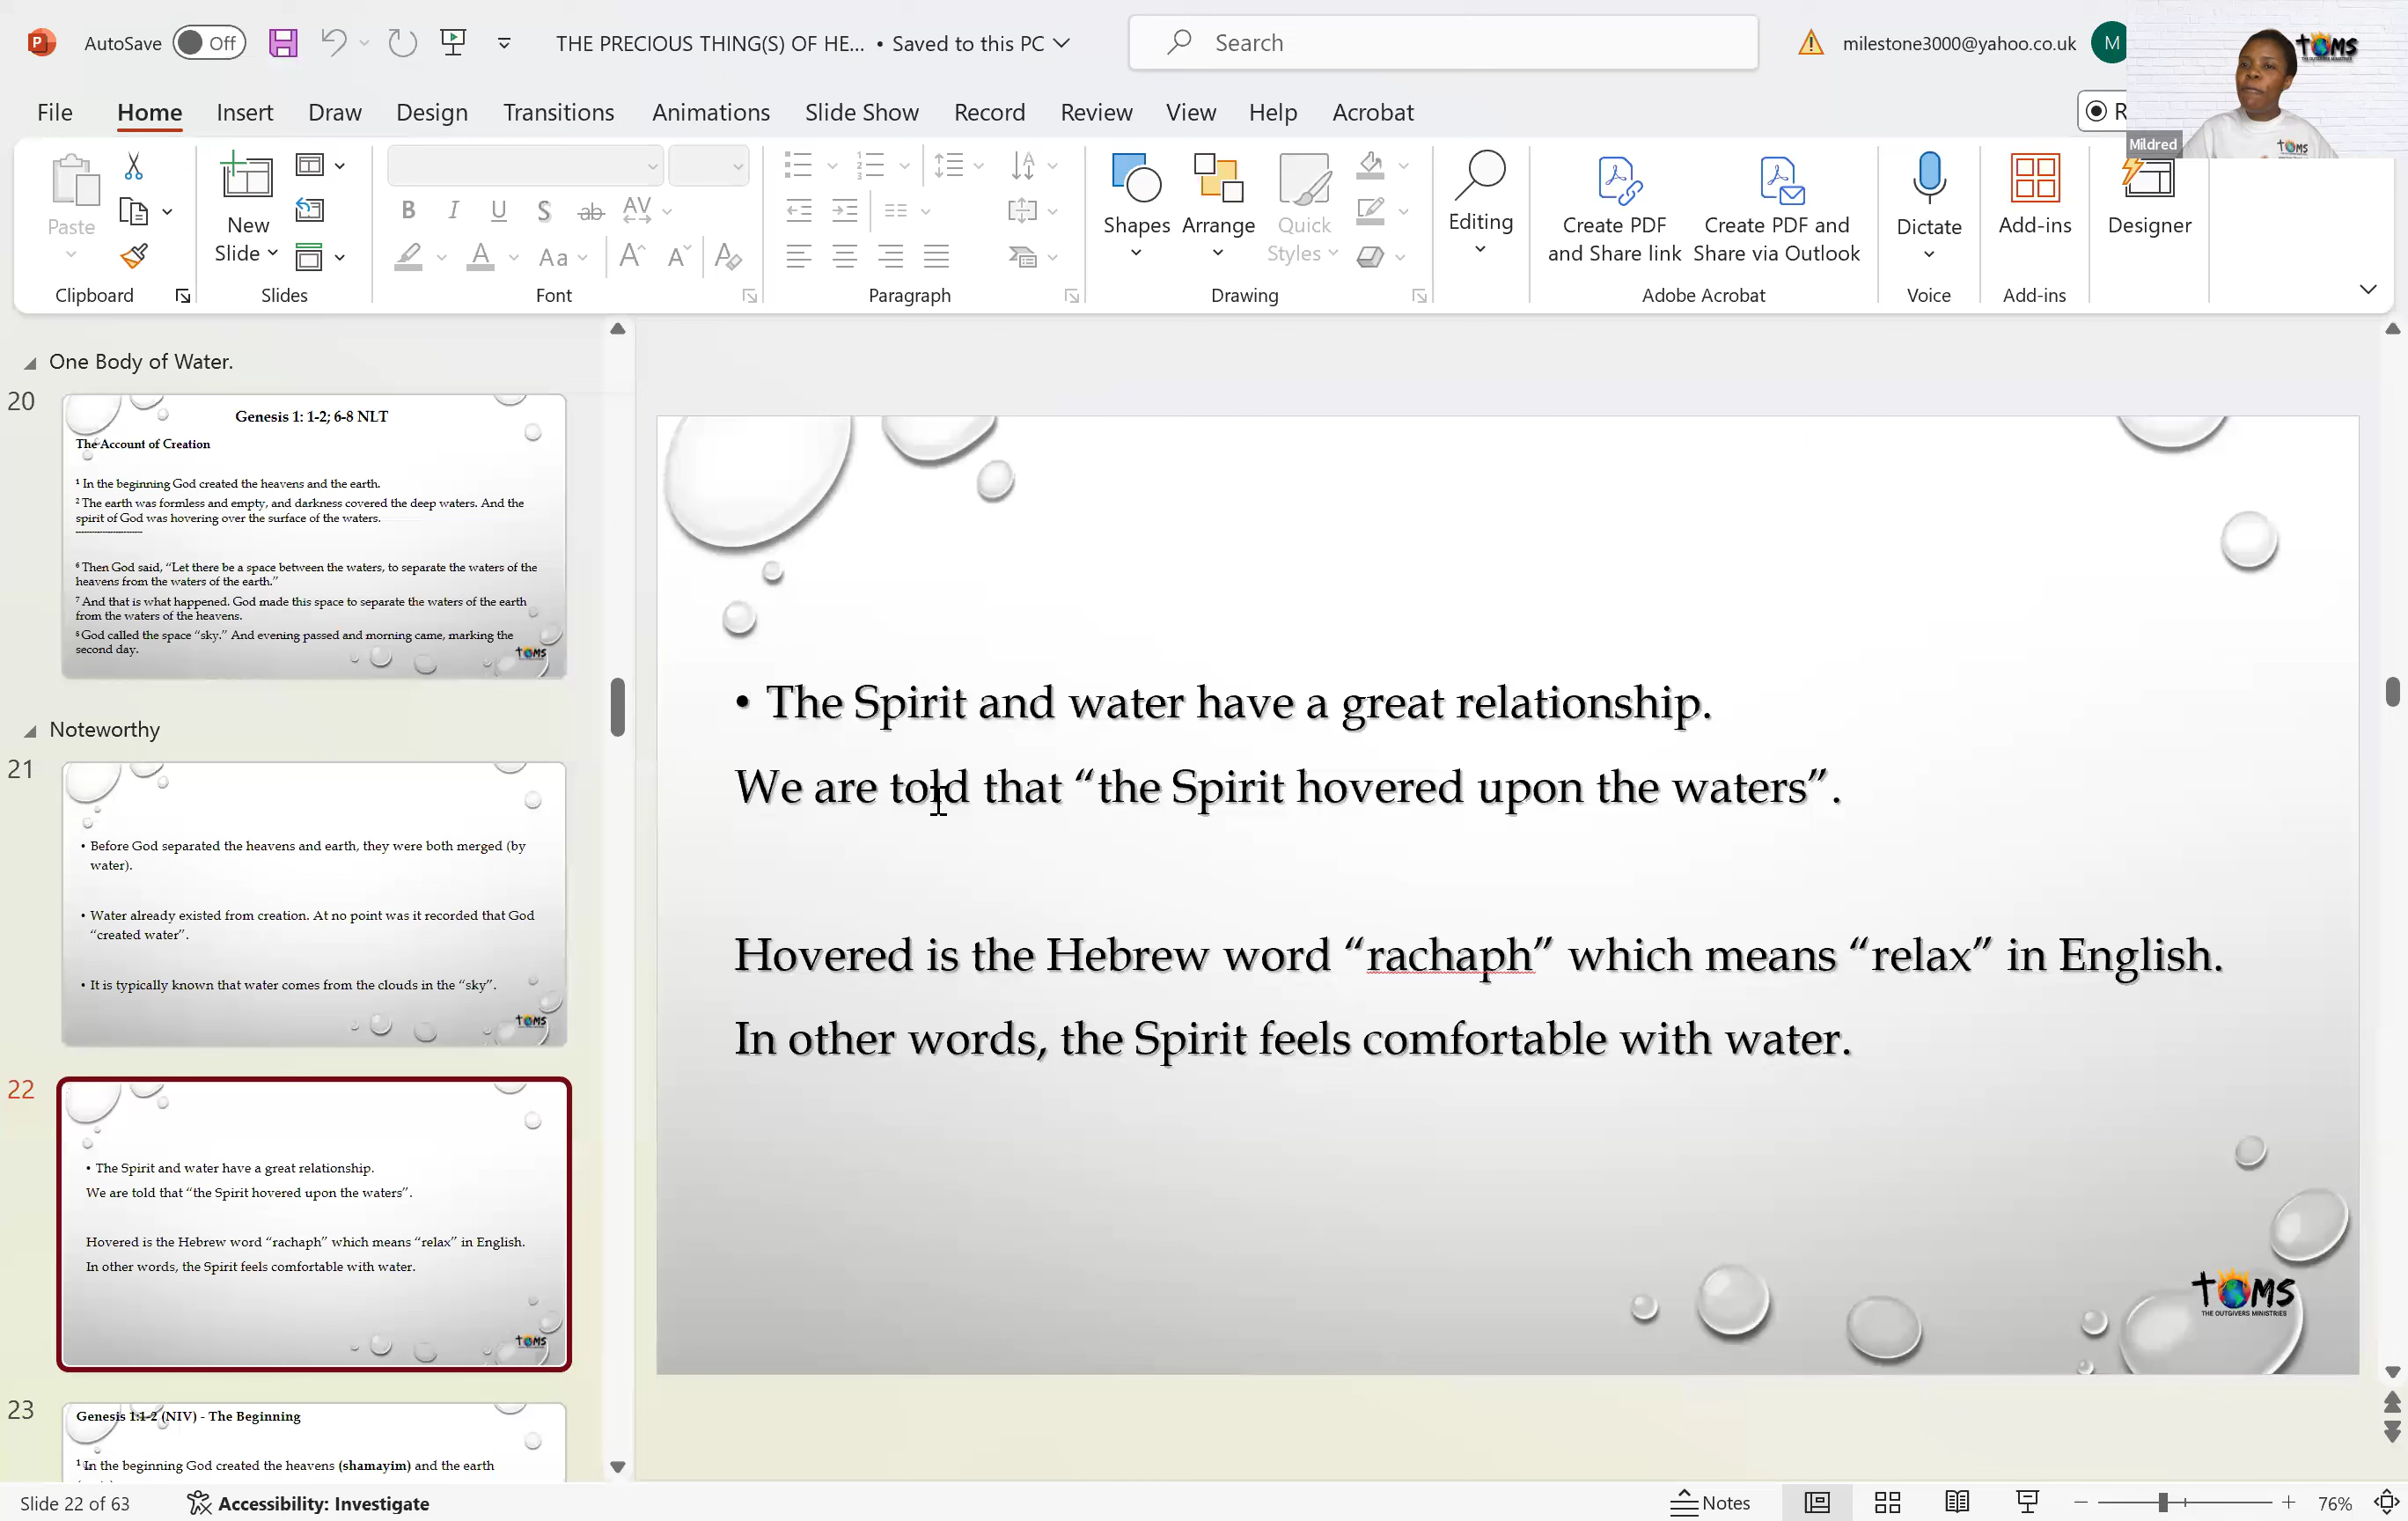 AutoSave Off THE PRECIOUS THING(S) OF HE... • Saved to this PC Search milestone3000@yahoo.co.uk M
TOMS
File Home Insert Draw Design Transitions Animations Slide Show Record Review View Help Acrobat R
Mildred
TOMS
Paste
New
Slide
B I U S ab AV
Aa A A
Shapes Arrange Quick
Styles
Editing
Create PDF
and Share link
Create PDF and
Share via Outlook
Dictate
Add-ins
Designer
Clipboard Slides Font Paragraph Drawing Adobe Acrobat Voice Add-ins
One Body of Water.
20
Genesis 1: 1-2; 6-8 NLT
The Account of Creation
1 In the beginning God created the heavens and the earth.
2 The earth was formless and empty, and darkness covered the deep waters. And the
spirit of God was hovering over the surface of the waters.
6 Then God said, “Let there be a space between the waters, to separate the waters of the
heavens from the waters of the earth.”
7 And that is what happened. God made this space to separate the waters of the earth
from the waters of the heavens.
8 God called the space “sky.” And evening passed and morning came, marking the
second day.
TOMS
Noteworthy
21
• Before God separated the heavens and earth, they were both merged (by
water).
• Water already existed from creation. At no point was it recorded that God
“created water”.
• It is typically known that water comes from the clouds in the “sky”.
TOMS
22
• The Spirit and water have a great relationship.
We are told that “the Spirit hovered upon the waters”.
Hovered is the Hebrew word “rachaph” which means “relax” in English.
In other words, the Spirit feels comfortable with water.
TOMS
23
Genesis 1:1-2 (NIV) - The Beginning
1 In the beginning God created the heavens (shamayim) and the earth
• The Spirit and water have a great relationship.
We are told that “the Spirit hovered upon the waters”.
Hovered is the Hebrew word “rachaph” which means “relax” in English.
In other words, the Spirit feels comfortable with water.
TOMS
THE OUTGIVERS MINISTRIES
Slide 22 of 63 Accessibility: Investigate Notes 76%